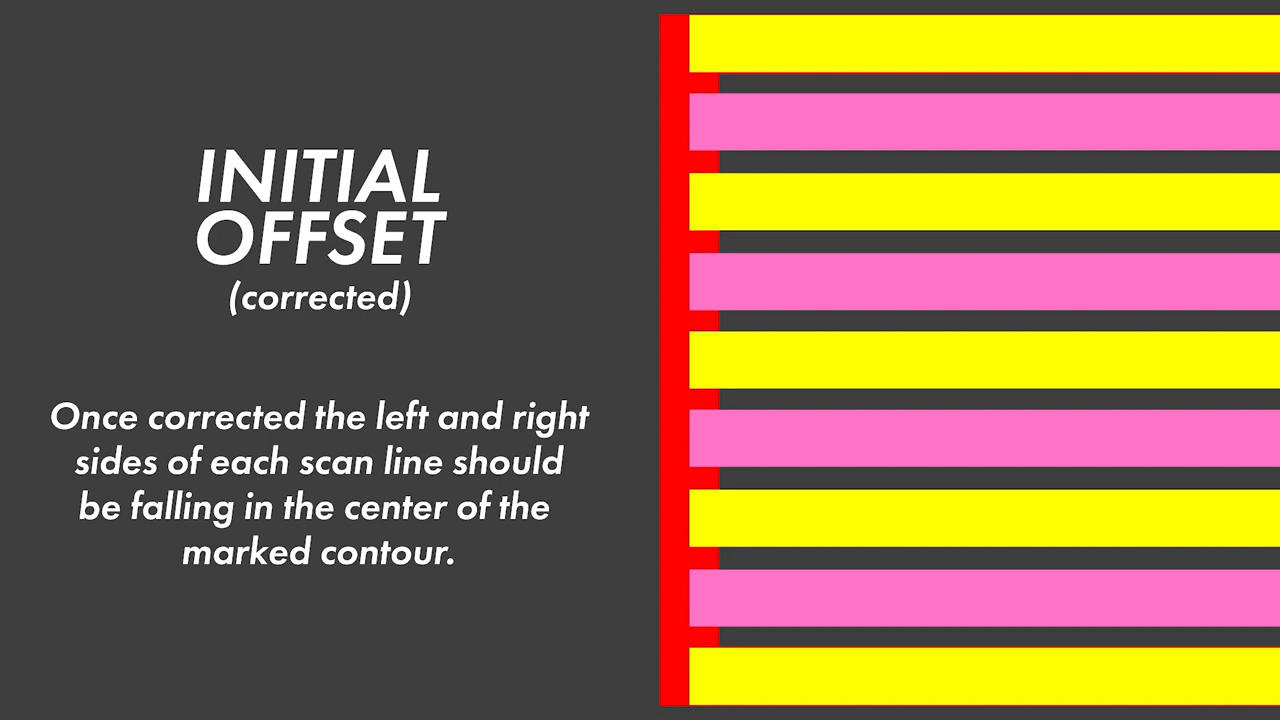 INITIAL
OFFSET
(corrected)
Once corrected the left and right
sides of each scan line should
be falling in the center of the
marked contour.